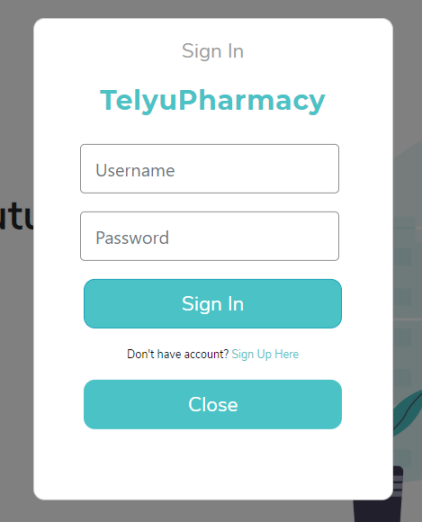 Sign In
TelyuPharmacy
Username
Password
Sign In
Don't have account? Sign Up Here
Close